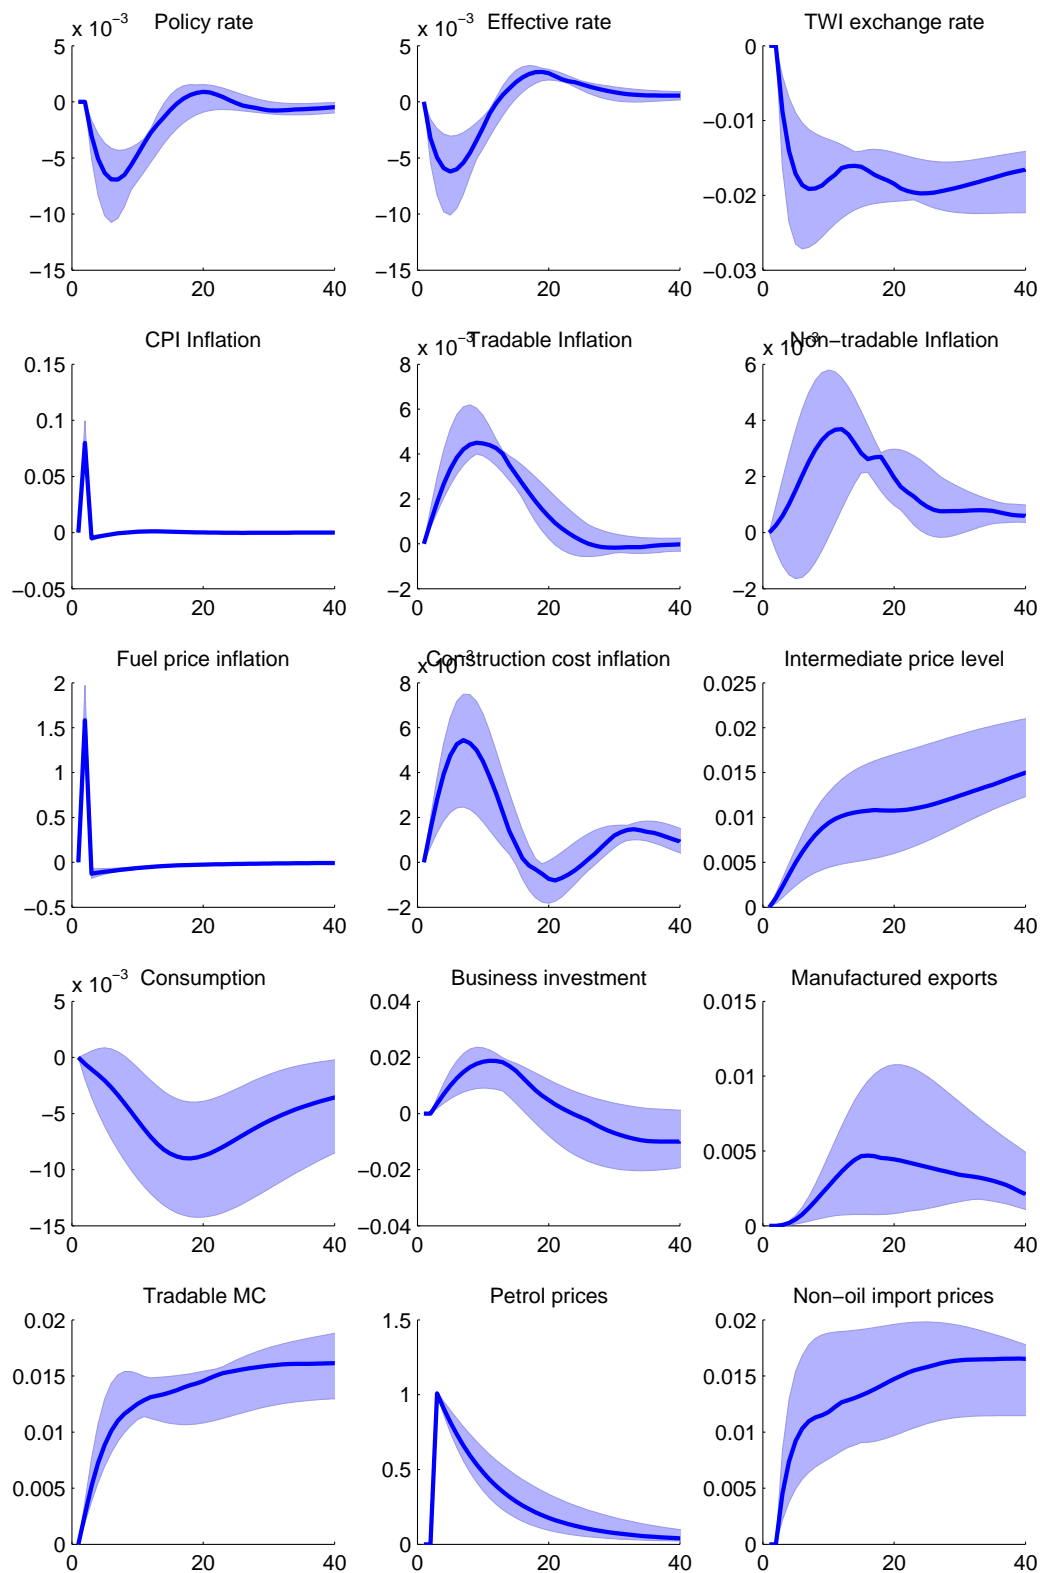 x 10−3 Policy rate
5
0
−5
−10
−15
0 20 40
x 10−3 Effective rate
5
0
−5
−10
−15
0 20 40
TWI exchange rate
0
−0.01
−0.02
−0.03
0 20 40
CPI Inflation
0.15
0.1
0.05
0
−0.05
0 20 40
x 10−3 Tradable Inflation
8
6
4
2
0
−2
0 20 40
x 10−3 Non−tradable Inflation
6
4
2
0
−2
0 20 40
Fuel price inflation
2
1.5
1
0.5
0
−0.5
0 20 40
x 10−3 Construction cost inflation
8
6
4
2
0
−2
0 20 40
Intermediate price level
0.025
0.02
0.015
0.01
0.005
0
0 20 40
x 10−3 Consumption
5
0
−5
−10
−15
0 20 40
Business investment
0.04
0.02
0
−0.02
−0.04
0 20 40
Manufactured exports
0.015
0.01
0.005
0
0 20 40
Tradable MC
0.02
0.015
0.01
0.005
0
0 20 40
Petrol prices
1.5
1
0.5
0
0 20 40
Non−oil import prices
0.02
0.015
0.01
0.005
0
0 20 40